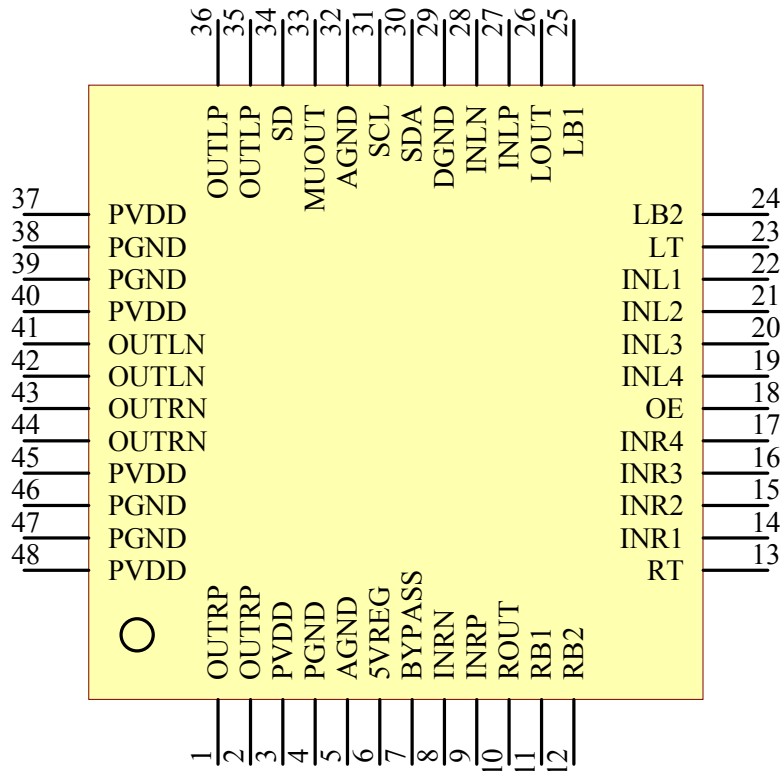 36 35 34 33 32 31 30 29 28 27 26 25
OUTLP OUTLP SD MUOUT AGND SCL SDA DGND INLN INLP LOUT LB1
37 PVDD
38 PGND
39 PGND
40 PVDD
41 OUTLN
42 OUTLN
43 OUTRN
44 OUTRN
45 PVDD
46 PGND
47 PGND
48 PVDD
LB2 24
LT 23
INL1 22
INL2 21
INL3 20
INL4 19
OE 18
INR4 17
INR3 16
INR2 15
INR1 14
RT 13
OUTRP OUTRP PVDD PGND AGND 5VREG BYPASS INRN INRP ROUT RB1 RB2
1 2 3 4 5 6 7 8 9 10 11 12